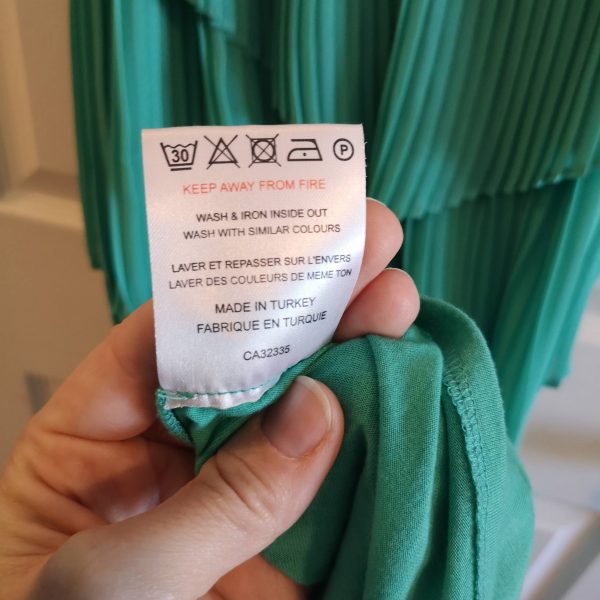 30 P
KEEP AWAY FROM FIRE
WASH & IRON INSIDE OUT
WASH WITH SIMILAR COLOURS
LAVER ET REPASSER SUR L'ENVERS
LAVER DES COULEURS DE MEME TON
MADE IN TURKEY
FABRIQUE EN TURQUIE
CA32335